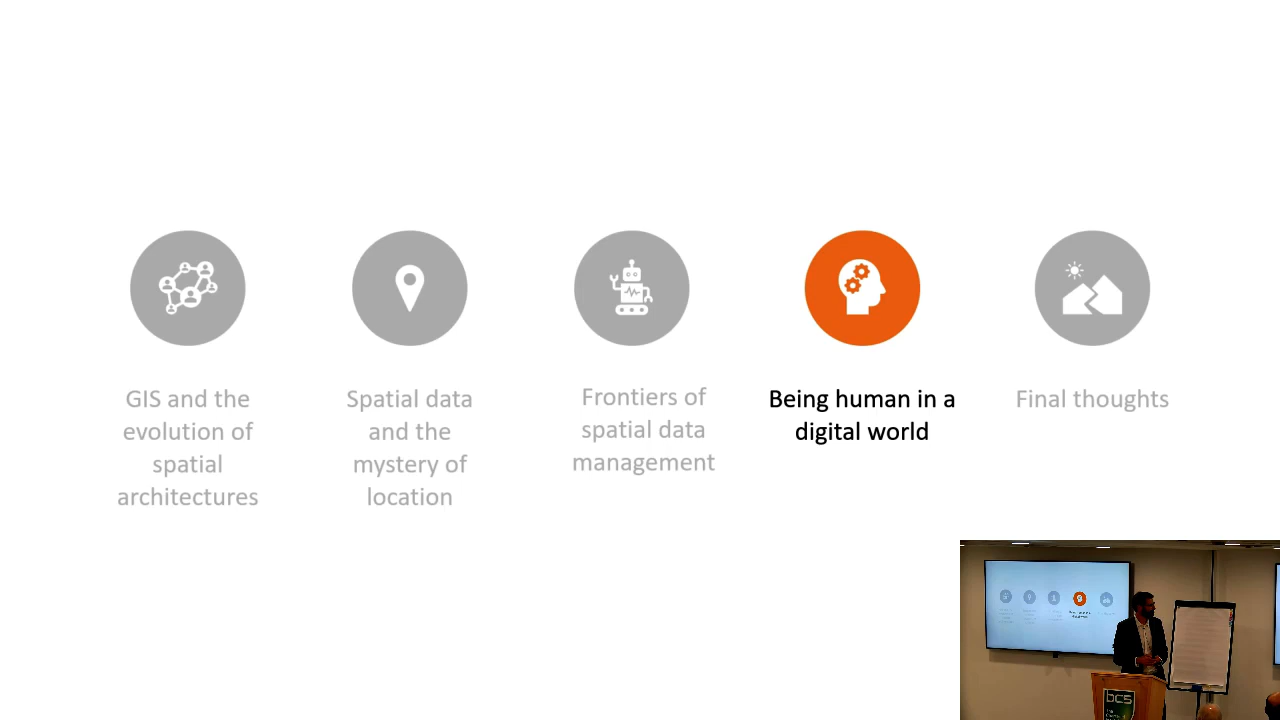 GIS and the
evolution of
spatial
architectures
Spatial data
and the
mystery of
location
Frontiers of
spatial data
management
Being human in a
digital world
Final thoughts
bcs